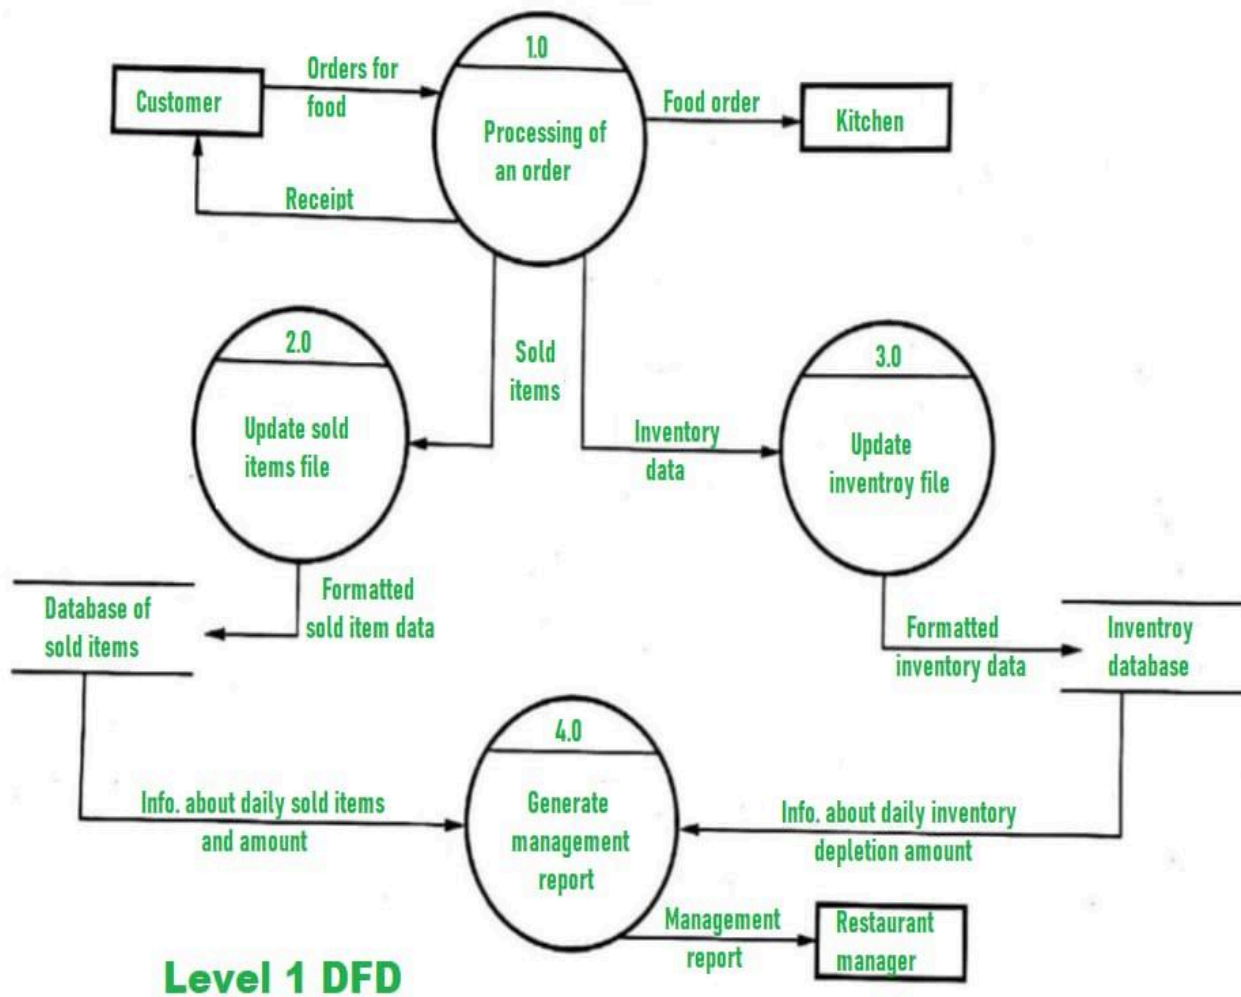 1.0
Orders for
food
Customer
Food order
Kitchen
Processing of
an order
Receipt
2.0
Sold
items
3.0
Update sold
items file
Inventory
data
Update
inventroy file
Formatted
sold item data
Database of
sold items
Formatted
inventory data
Inventroy
database
4.0
Info. about daily sold items
and amount
Generate
management
report
Info. about daily inventory
depletion amount
Management
report
Restaurant
manager
Level 1 DFD